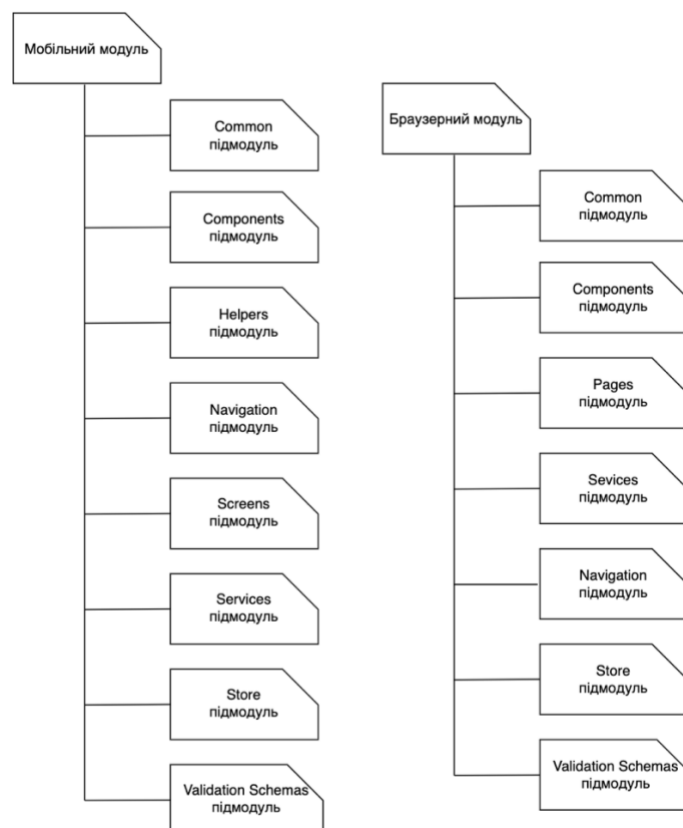 Мобільний модуль
Common
підмодуль
Components
підмодуль
Helpers
підмодуль
Navigation
підмодуль
Screens
підмодуль
Services
підмодуль
Store
підмодуль
Validation Schemas
підмодуль
Браузерний модуль
Common
підмодуль
Components
підмодуль
Pages
підмодуль
Sevices
підмодуль
Navigation
підмодуль
Store
підмодуль
Validation Schemas
підмодуль